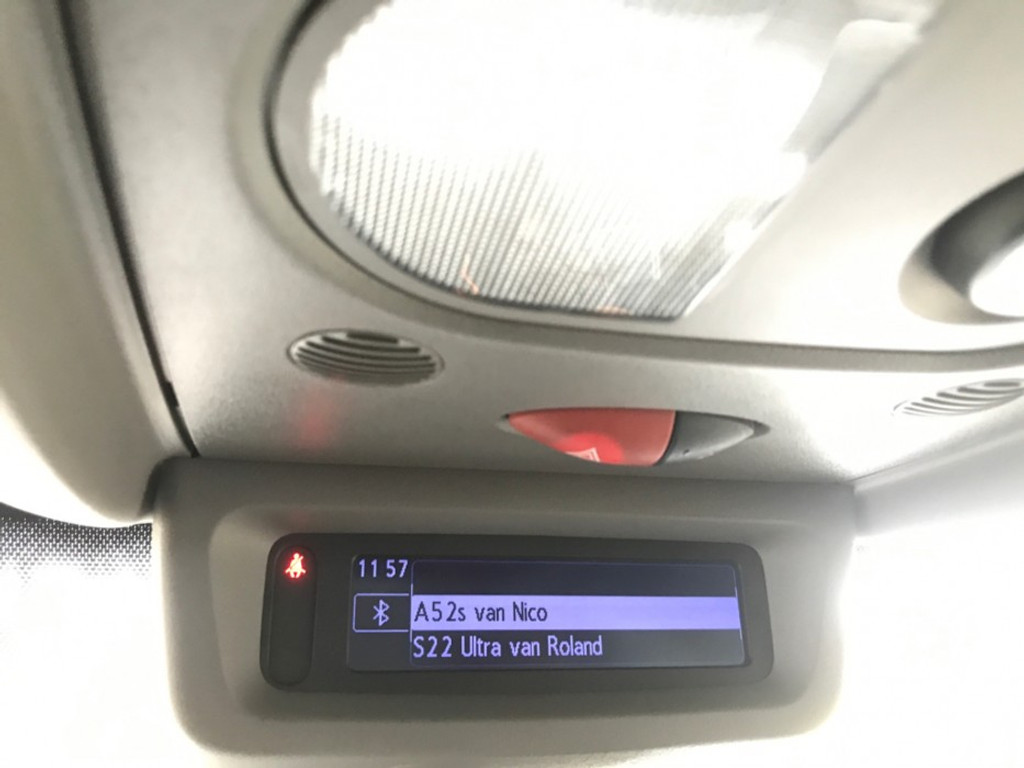 11 57
A52s van Nico
S22 Ultra van Roland